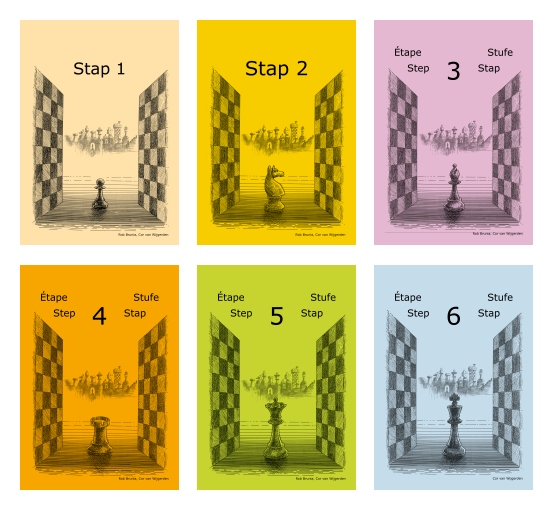 Stap 1
Rob Brunia, Cor van Wijgerden
Stap 2
Rob Brunia, Cor van Wijgerden
Étape Stufe
Step 3 Stap
Rob Brunia, Cor van Wijgerden
Étape Stufe
Step 4 Stap
Rob Brunia, Cor van Wijgerden
Étape Stufe
Step 5 Stap
Rob Brunia, Cor van Wijgerden
Étape Stufe
Step 6 Stap
Cor van Wijgerden